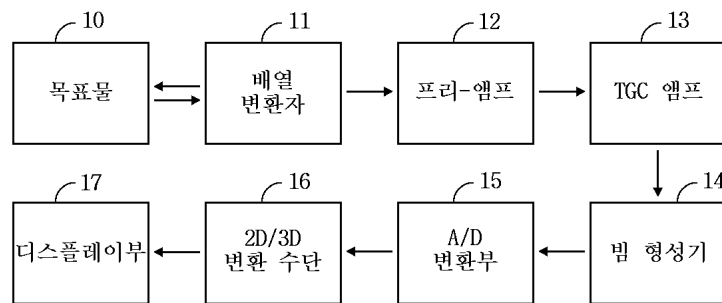 10
목표물
11
배열
변환자
12
프리-앰프
13
TGC 앰프
17
디스플레이부
16
2D/3D
변환 수단
15
A/D
변환부
14
빔 형성기